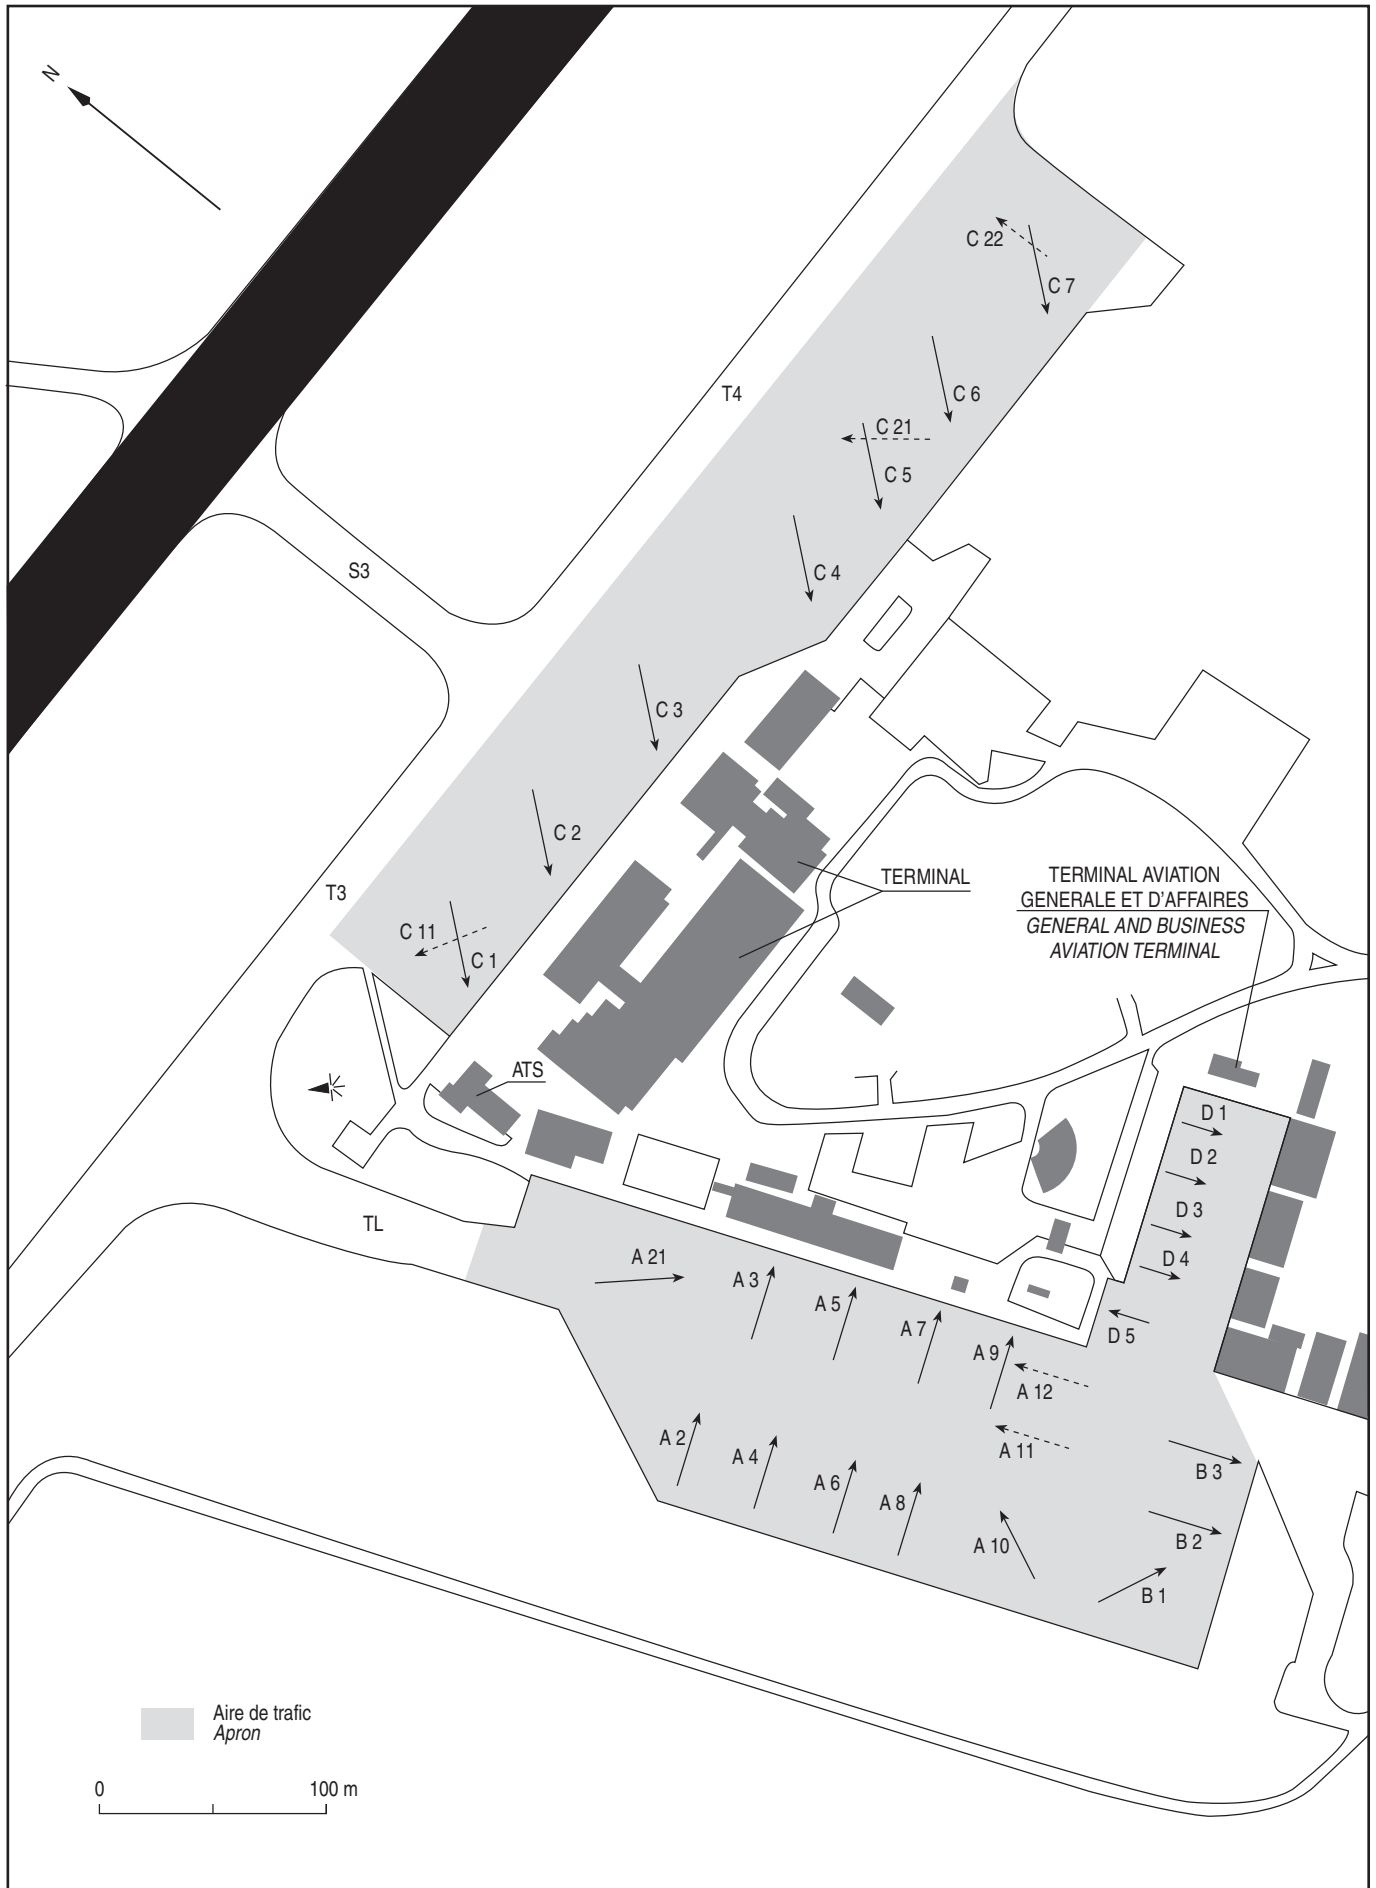 N
C 22
C 7
T4
C 6
C 21
C 5
S3
C 4
C 3
C 2
TERMINAL
TERMINAL AVIATION
GENERALE ET D'AFFAIRES
GENERAL AND BUSINESS
AVIATION TERMINAL
T3
C 11
C 1
ATS
D 1
D 2
D 3
D 4
D 5
TL
A 21
A 3
A 5
A 7
A 9
A 12
A 2
A 4
A 6
A 8
A 11
A 10
B 3
B 2
B 1
Aire de trafic
Apron
0 100 m